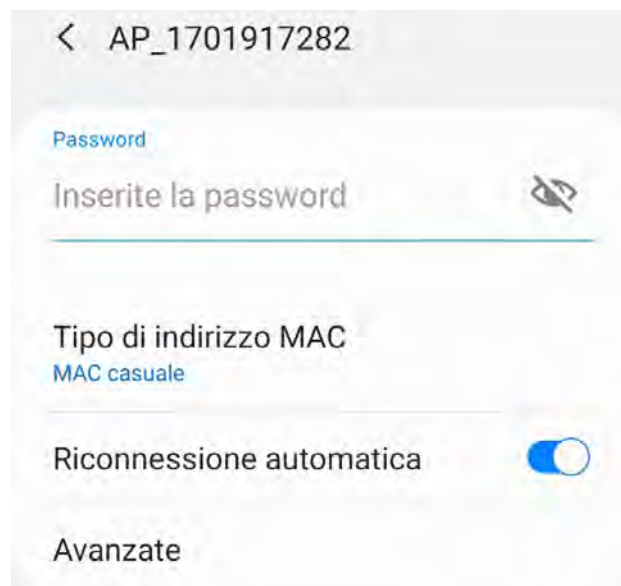 AP_1701917282
Password
Inserite la password
Tipo di indirizzo MAC
MAC casuale
Riconnessione automatica
Avanzate